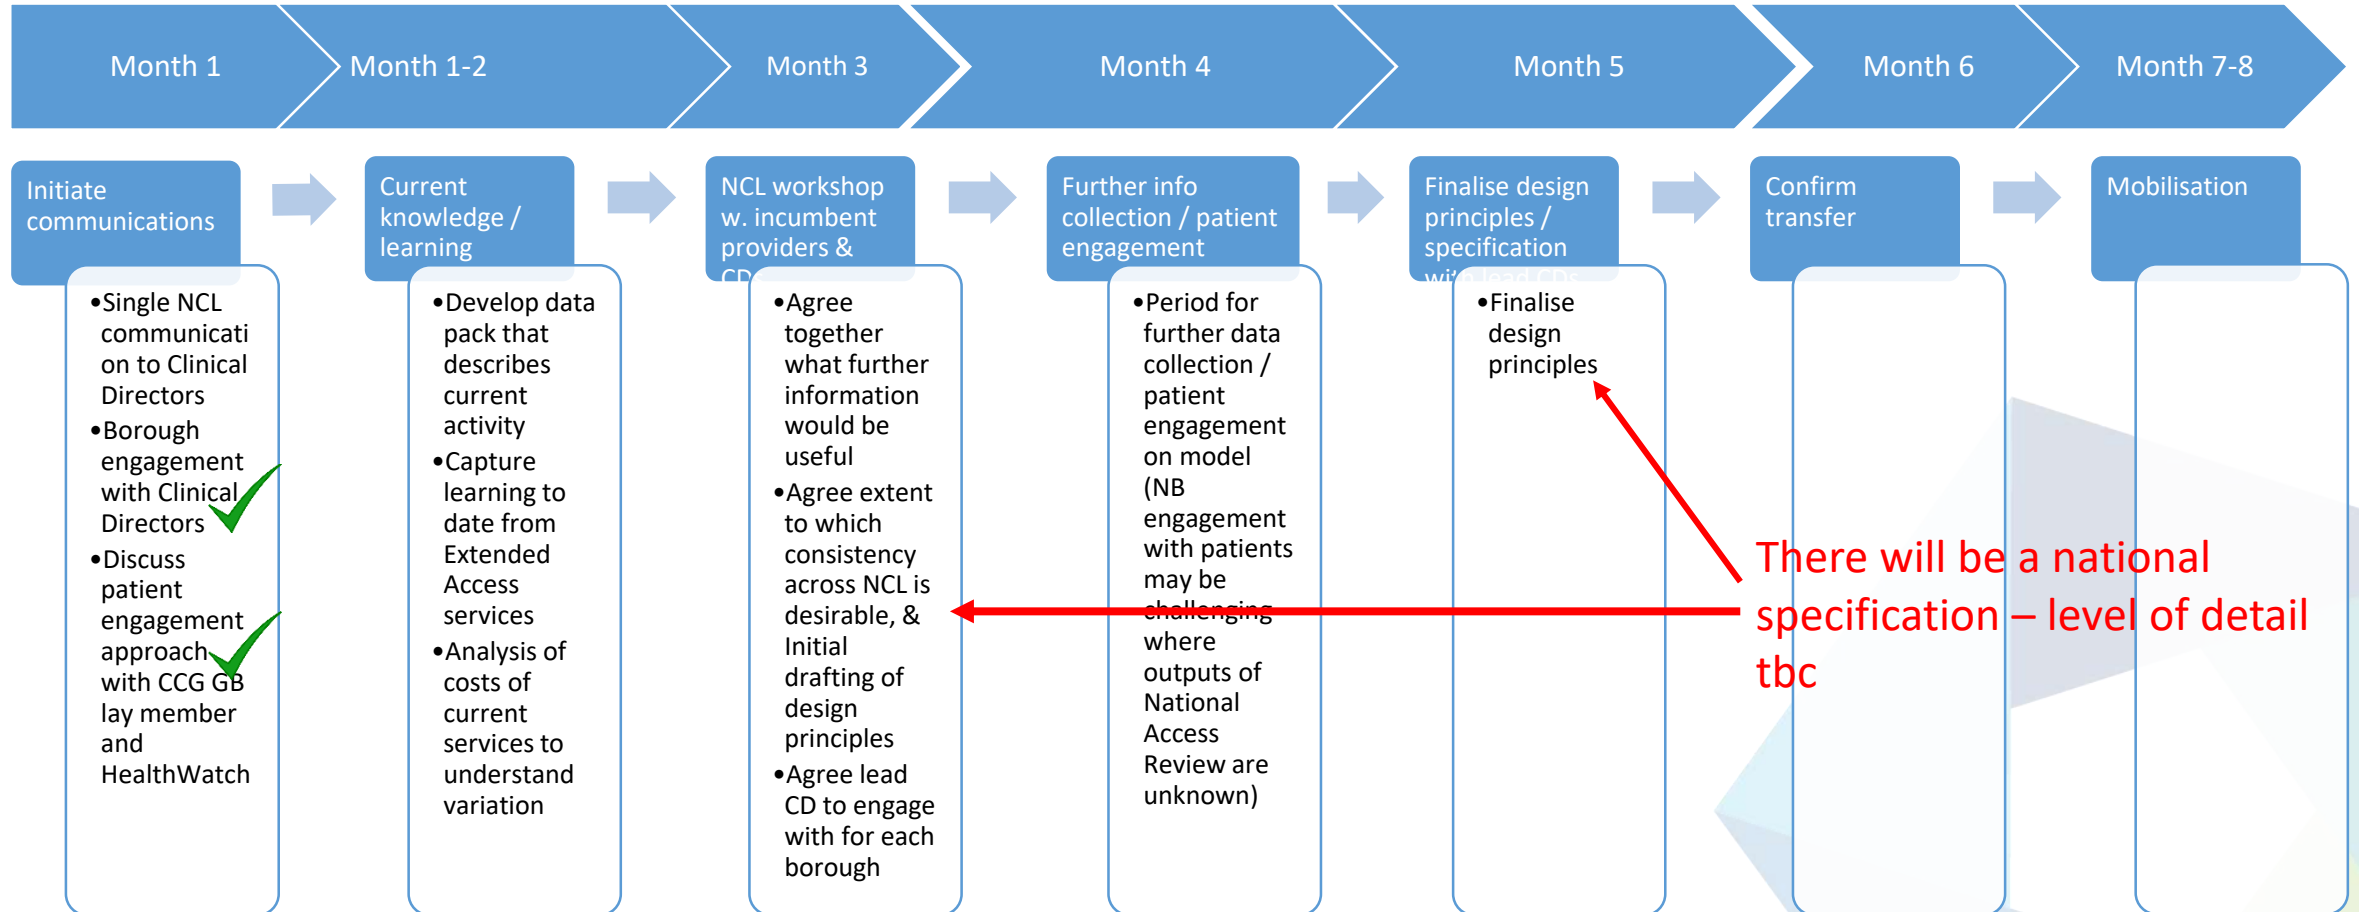 Month 1
Month 1-2
Month 3
Month 4
Month 5
Month 6
Month 7-8
Initiate
communications
Current
knowledge /
learning
NCL workshop
w. incumbent
providers &
CDs
Further info
collection / patient
engagement
Finalise design
principles /
specification
with lead CDs
Confirm
transfer
Mobilisation
•Single NCL
communicati
on to Clinical
Directors
•Borough
engagement
with Clinical
Directors
•Discuss
patient
engagement
approach
with CCG GB
lay member
and
HealthWatch
•Develop data
pack that
describes
current
activity
•Capture
learning to
date from
Extended
Access
services
•Analysis of
costs of
current
services to
understand
variation
•Agree
together
what further
information
would be
useful
•Agree extent
to which
consistency
across NCL is
desirable, &
Initial
drafting of
design
principles
•Agree lead
CD to engage
with for each
borough
•Period for
further data
collection /
patient
engagement
on model
(NB
engagement
with patients
may be
challenging
where
outputs of
National
Access
Review are
unknown)
•Finalise
design
principles
There will be a national
specification – level of detail
tbc